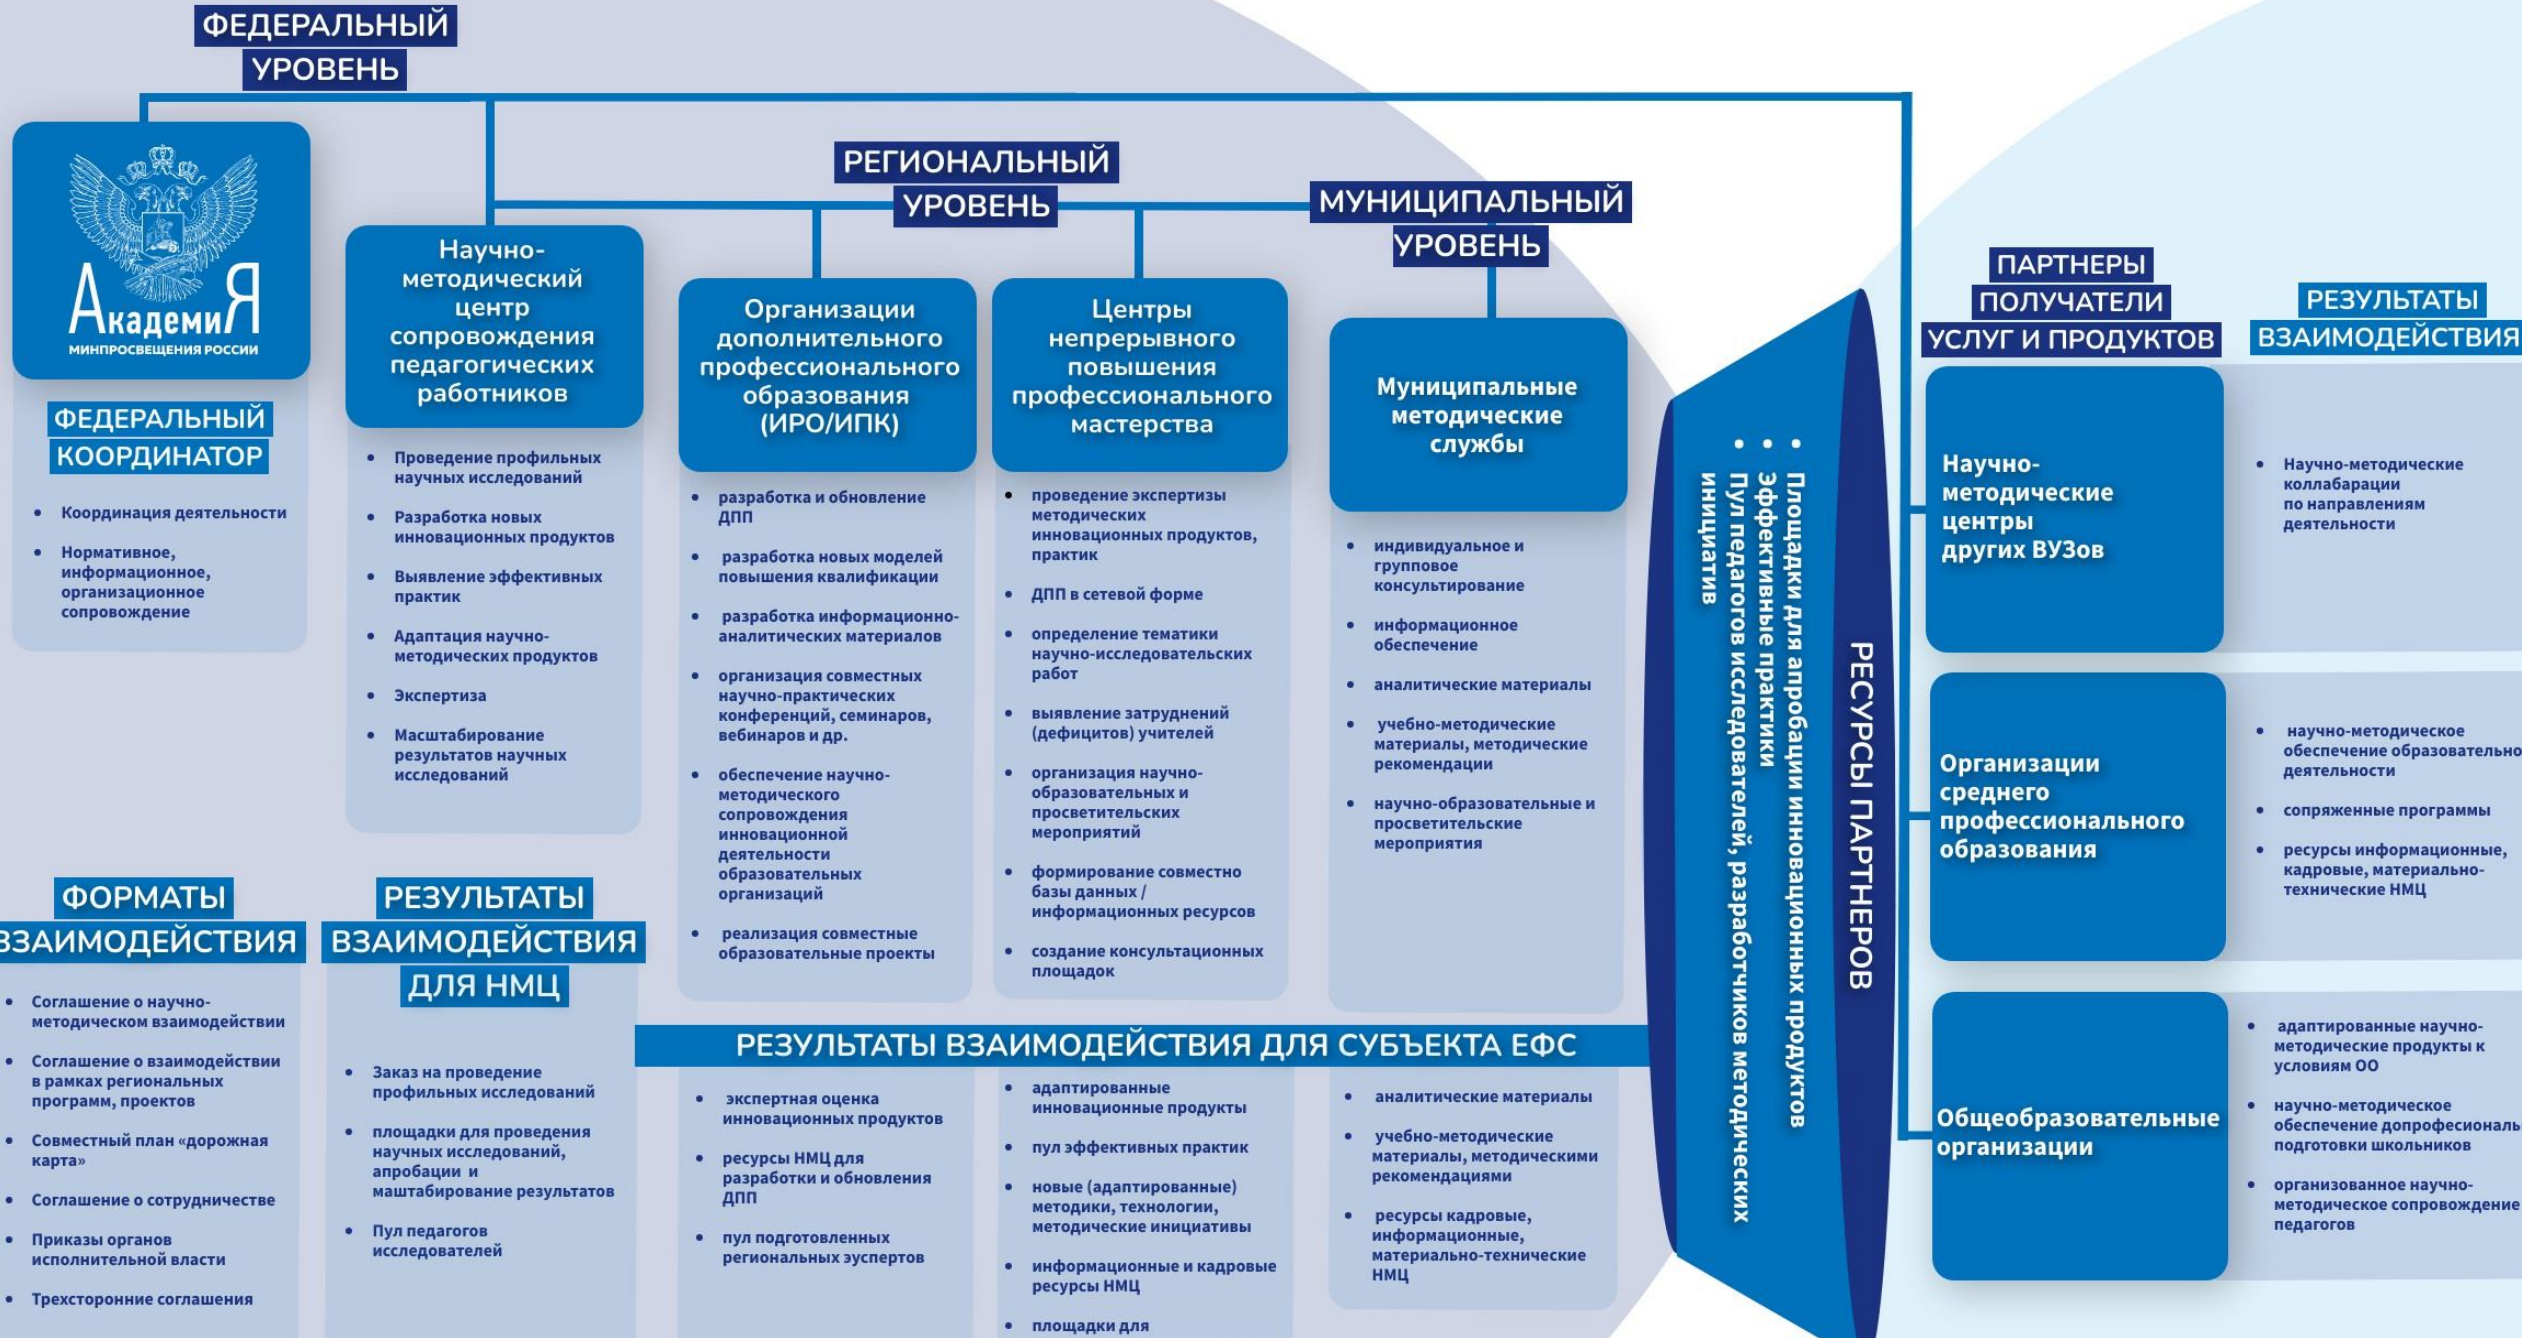 ФЕДЕРАЛЬНЫЙ
УРОВЕНЬ
АкадемиЯ
МИНПРОСВЕЩЕНИЯ РОССИИ
ФЕДЕРАЛЬНЫЙ
КООРДИНАТОР
• Координация деятельности
• Нормативное,
информационное,
организационное
сопровождение
Научно-
методический
центр
сопровождения
педагогических
работников
• Проведение профильных
научных исследований
• Разработка новых
инновационных продуктов
• Выявление эффективных
практик
• Адаптация научно-
методических продуктов
• Экспертиза
• Масштабирование
результатов научных
исследований
РЕГИОНАЛЬНЫЙ
УРОВЕНЬ
Организации
дополнительного
профессионального
образования
(ИРО/ИПК)
• разработка и обновление
ДПП
• разработка новых моделей
повышения квалификации
• разработка информационно-
аналитических материалов
• организация совместных
научно-практических
конференций, семинаров,
вебинаров и др.
• обеспечение научно-
методического
сопровождения
инновационной
деятельности
образовательных
организаций
• реализация совместные
образовательные проекты
Центры
непрерывного
повышения
профессионального
мастерства
• проведение экспертизы
методических
инновационных продуктов,
практик
• ДПП в сетевой форме
• определение тематики
научно-исследовательских
работ
• выявление затруднений
(дефицитов) учителей
• организация научно-
образовательных и
просветительских
мероприятий
• формирование совместно
базы данных /
информационных ресурсов
• создание консультационных
площадок
МУНИЦИПАЛЬНЫЙ
УРОВЕНЬ
Муниципальные
методические
службы
• индивидуальное и
групповое
консультирование
• информационное
обеспечение
• аналитические материалы
• учебно-методические
материалы, методические
рекомендации
• научно-образовательные и
просветительские
мероприятия
ФОРМАТЫ
ВЗАИМОДЕЙСТВИЯ
• Соглашение о научно-
методическом взаимодействии
• Соглашение о взаимодействии
в рамках региональных
программ, проектов
• Совместный план «дорожная
карта»
• Соглашение о сотрудничестве
• Приказы органов
исполнительной власти
• Трехсторонние соглашения
РЕЗУЛЬТАТЫ
ВЗАИМОДЕЙСТВИЯ
ДЛЯ НМЦ
• Заказ на проведение
профильных исследований
• площадки для проведения
научных исследований,
апробации и
маштабирование результатов
• Пул педагогов
исследователей
РЕЗУЛЬТАТЫ ВЗАИМОДЕЙСТВИЯ ДЛЯ СУБЪЕКТА ЕФС
• экспертная оценка
инновационных продуктов
• ресурсы НМЦ для
разработки и обновления
ДПП
• пул подготовленных
региональных эуспертов
• адаптированные
инновационные продукты
• пул эффективных практик
• новые (адаптированные)
методики, технологии,
методические инициативы
• информационные и кадровые
ресурсы НМЦ
• площадки для
• аналитические материалы
• учебно-методические
материалы, методическими
рекомендациями
• ресурсы кадровые,
информационные,
материально-технические
НМЦ
РЕСУРСЫ ПАРТНЕРОВ
• Площадки для апробации инновационных продуктов
• Эффективные практики
• Пул педагогов исследователей, разработчиков методических
инициатив
ПАРТНЕРЫ
ПОЛУЧАТЕЛИ
УСЛУГ И ПРОДУКТОВ
РЕЗУЛЬТАТЫ
ВЗАИМОДЕЙСТВИЯ
Научно-
методические
центры
других ВУЗов
• Научно-методические
коллабарации
по направлениям
деятельности
Организации
среднего
профессионального
образования
• научно-методическое
обеспечение образовательно
деятельности
• сопряженные программы
• ресурсы информационные,
кадровые, материально-
технические НМЦ
Общеобразовательные
организации
• адаптированные научно-
методические продукты к
условиям ОО
• научно-методическое
обеспечение допрофесиональ
подготовки школьников
• организованное научно-
методическое сопровождение
педагогов